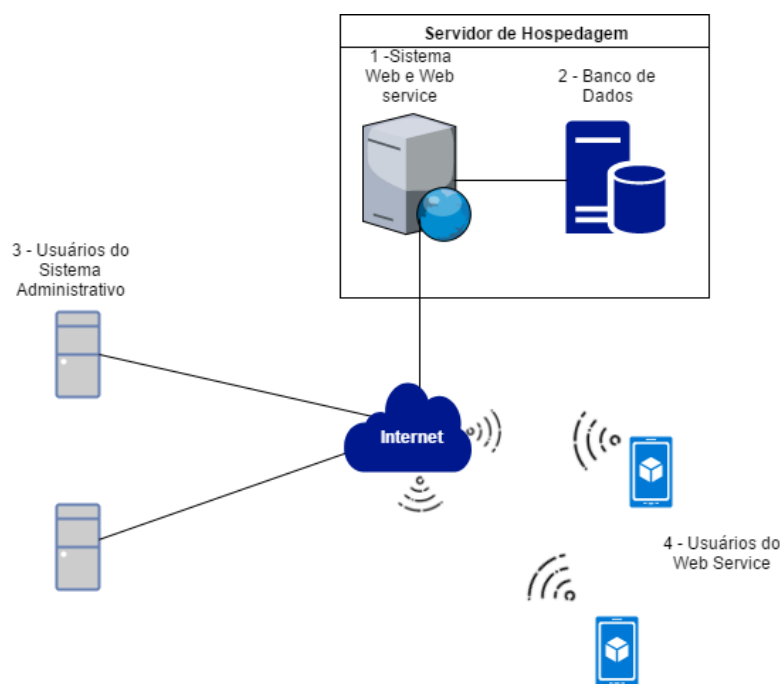 Servidor de Hospedagem
1 -Sistema
Web e Web
service
2 - Banco de
Dados
3 - Usuários do
Sistema
Administrativo
Internet
4 - Usuários do
Web Service